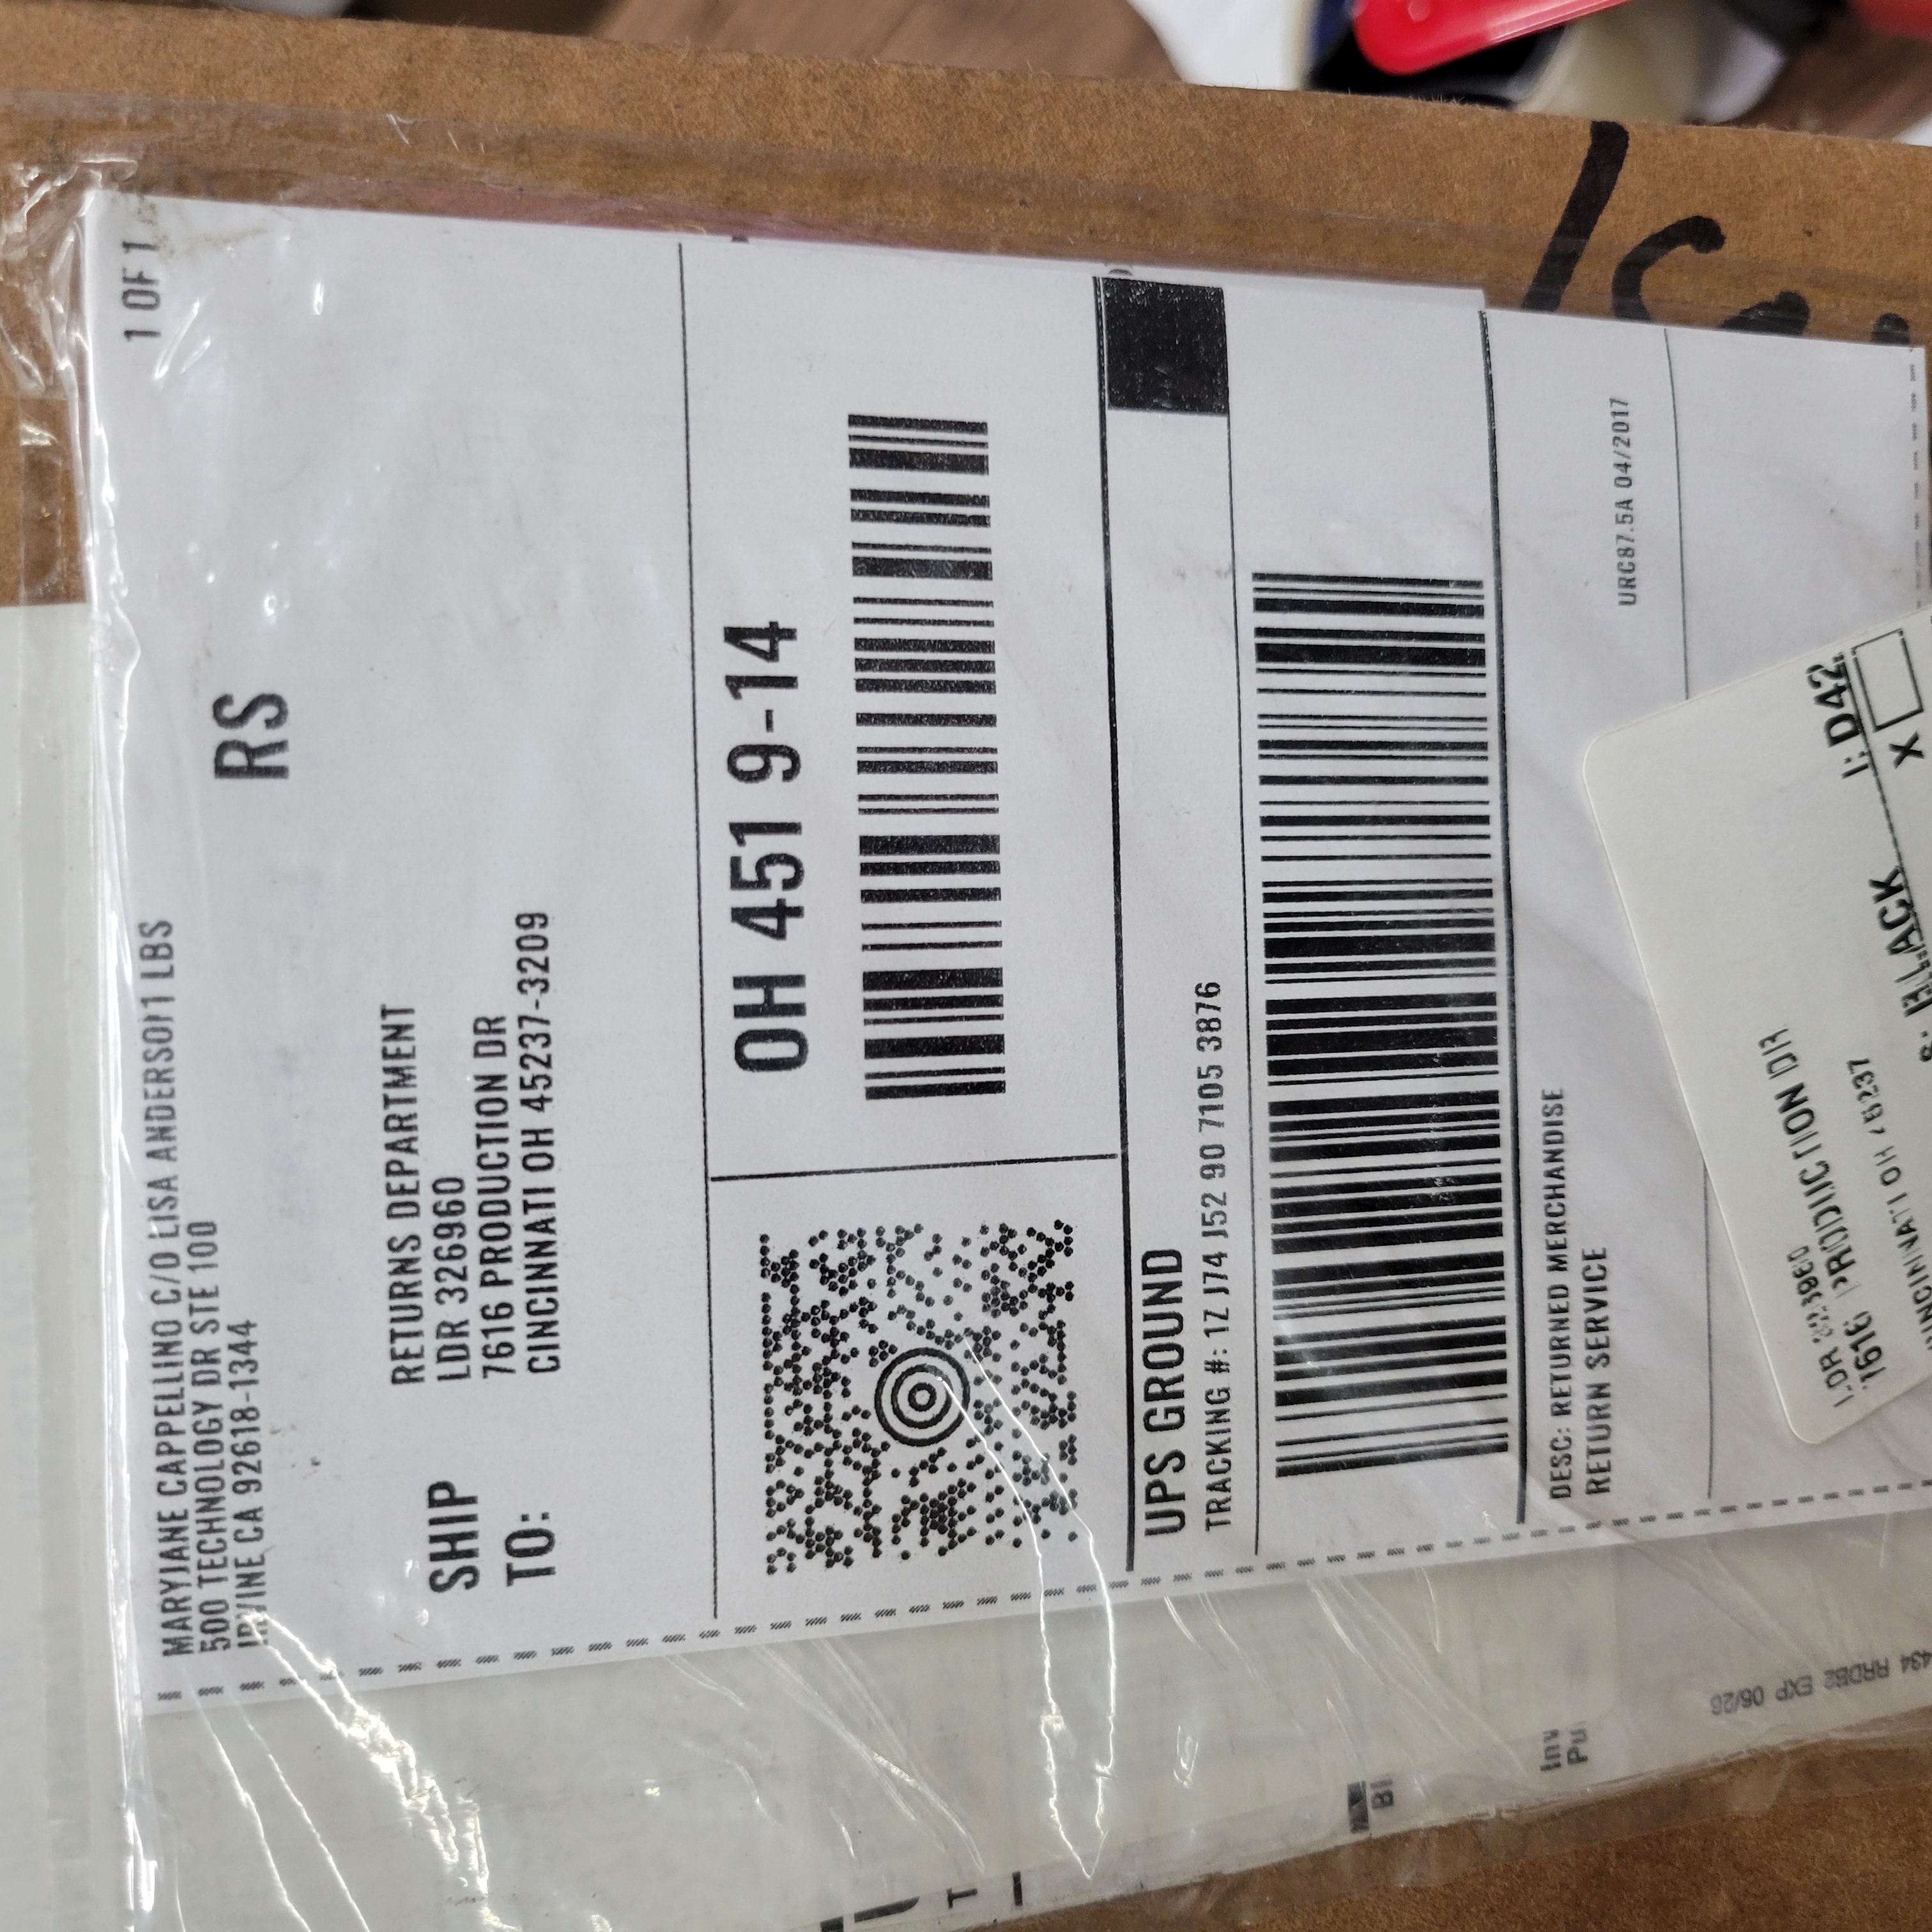 MARYJANE CAPPELLINO C/O LISA
1 LBS
1 OF 1
500 TECHNOLOGY DR STE 100
IRVINE CA 92618-1344
RS
SHIP
TO:
RETURNS DEPARTMENT
LDR 326960
7616 PRODUCTION DR
CINCINNATI OH 45237-3209
OH 451 9-14
UPS GROUND
TRACKING #: 1Z J74 J52 90 7105 3876
DESC: RETURNED MERCHANDISE
RETURN SERVICE
URC87.5A 04/2017
I: D42
X
BLACK
7616 PRODUCTION DR
434 RRDB2 EXP 06/26